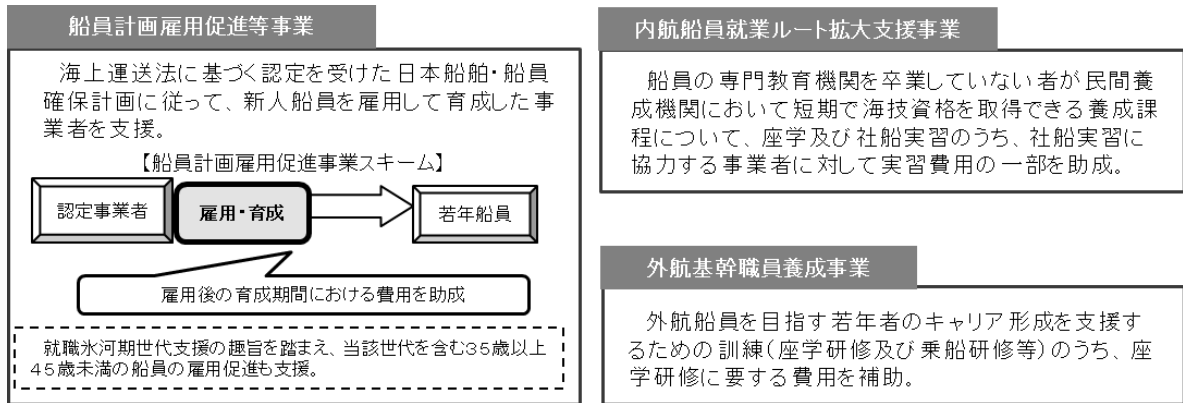 船員計画雇用促進等事業
海上運送法に基づく認定を受けた日本船舶・船員
確保計画に従って、新人船員を雇用して育成した事
業者を支援。
【船員計画雇用促進事業スキーム】
認定事業者
雇用・育成
若年船員
雇用後の育成期間における費用を助成
就職氷河期世代支援の趣旨を踏まえ、当該世代を含む35歳以上
45歳未満の船員の雇用促進も支援。
内航船員就業ルート拡大支援事業
船員の専門教育機関を卒業していない者が民間養
成機関において短期で海技資格を取得できる養成課
程について、座学及び社船実習のうち、社船実習に
協力する事業者に対して実習費用の一部を助成。
外航基幹職員養成事業
外航船員を目指す若年者のキャリア形成を支援す
るための訓練(座学研修及び乗船研修等)のうち、座
学研修に要する費用を補助。